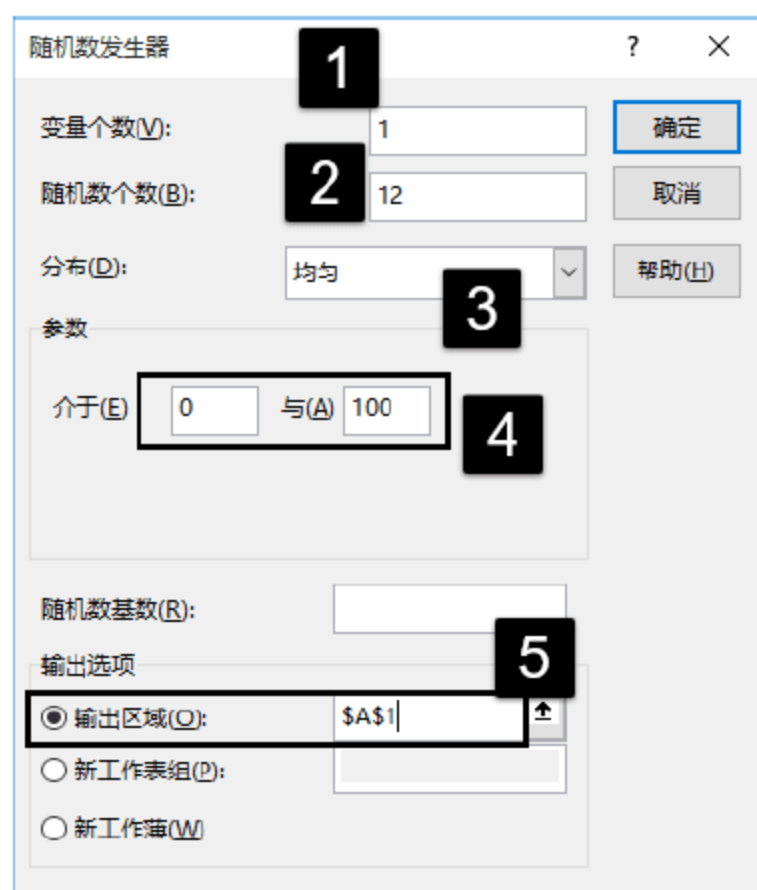 随机数发生器 ? ×
1
变量个数(V): 1 确定
2
随机数个数(B): 12 取消
分布(D): 均匀 帮助(H)
3
参数
介于(E) 0 与(A) 100
4
随机数基数(R):
5
输出选项
输出区域(O): $A$1
新工作表组(P):
新工作薄(W)